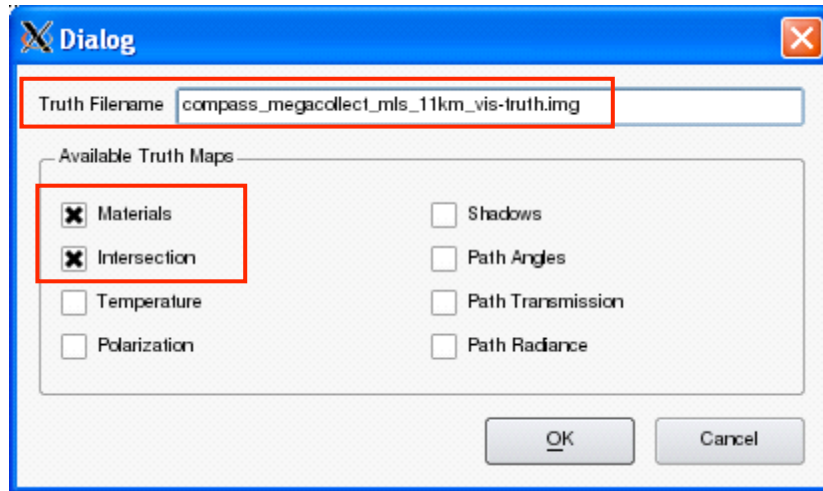 Dialog
Truth Filename compass_megacollect_mls_11km_vis-truth.img
Available Truth Maps
Materials Shadows
Intersection Path Angles
Temperature Path Transmission
Polarization Path Radiance
OK Cancel